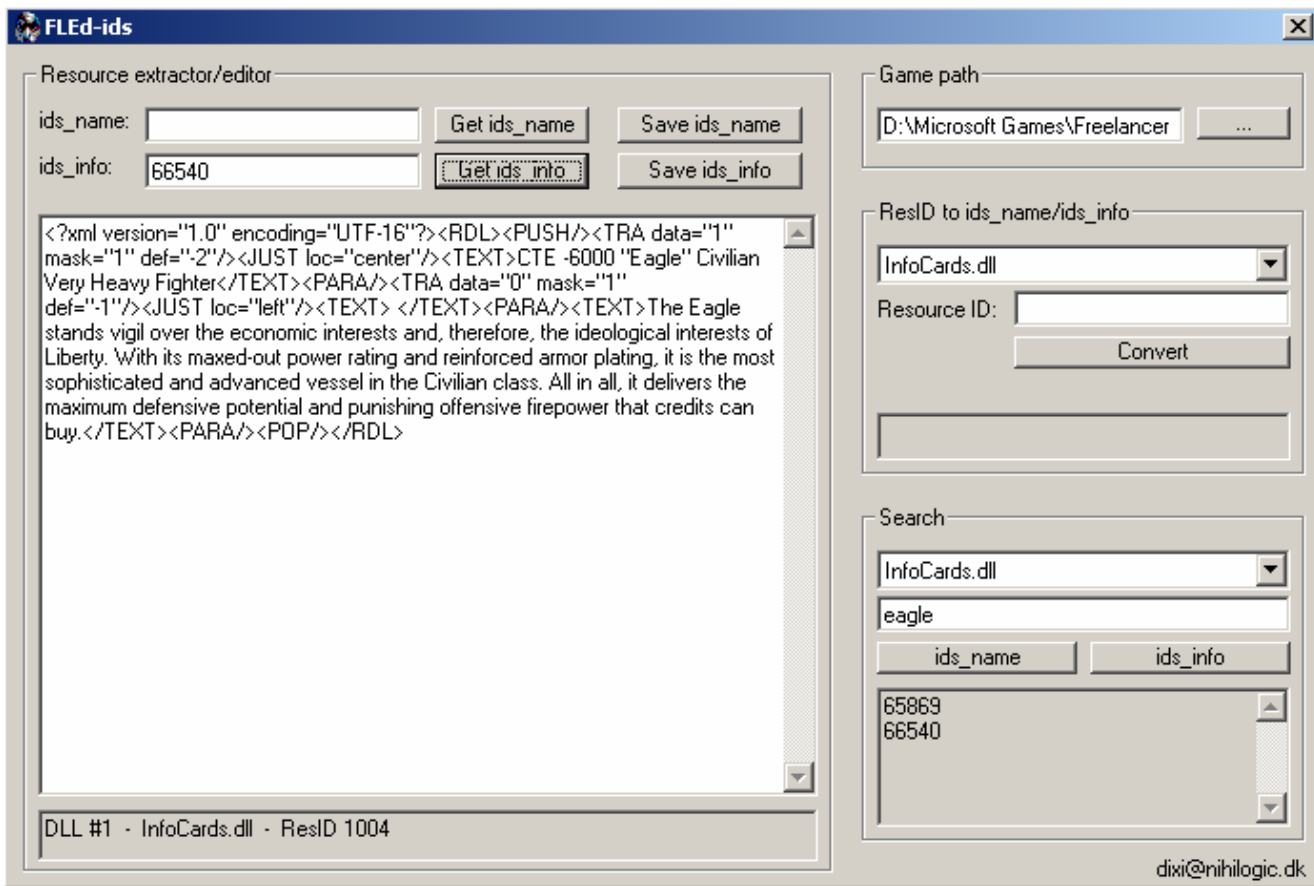 FLEd-ids
Resource extractor/editor
ids_name:
Get ids_name
Save ids_name
ids_info:
66540
Get ids_info
Save ids_info
<?xml version="1.0" encoding="UTF-16"?><RDL><PUSH/><TRA data="1"
mask="1" def="-2"/><JUST loc="center"/><TEXT>CTE -6000 "Eagle" Civilian
Very Heavy Fighter</TEXT><PARA/><TRA data="0" mask="1"
def="-1"/><JUST loc="left"/><TEXT> </TEXT><PARA/><TEXT>The Eagle
stands vigil over the economic interests and, therefore, the ideological interests of
Liberty. With its maxed-out power rating and reinforced armor plating, it is the most
sophisticated and advanced vessel in the Civilian class. All in all, it delivers the
maximum defensive potential and punishing offensive firepower that credits can
buy.</TEXT><PARA/><POP/></RDL>
DLL #1 - InfoCards.dll - ResID 1004
Game path
D:\Microsoft Games\Freelancer
...
ResID to ids_name/ids_info
InfoCards.dll
Resource ID:
Convert
Search
InfoCards.dll
eagle
ids_name
ids_info
65869
66540
dixi@nihilogic.dk